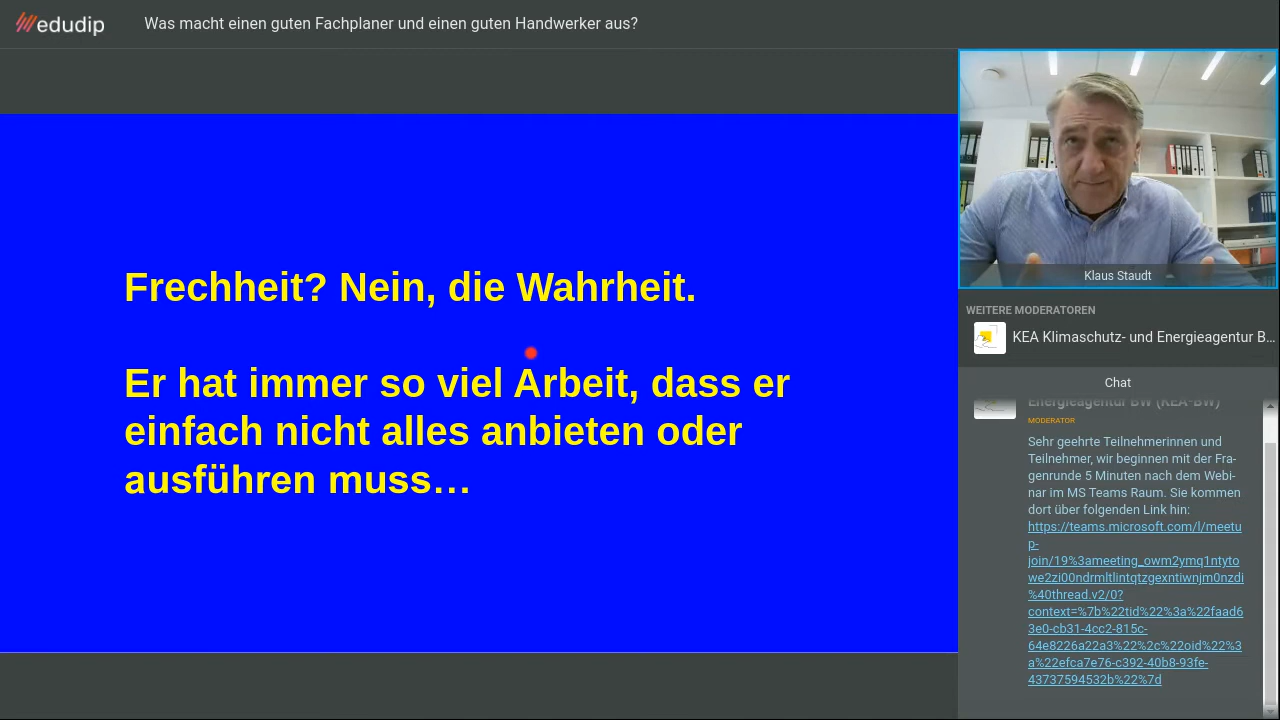 edudip
Was macht einen guten Fachplaner und einen guten Handwerker aus?
Frechheit? Nein, die Wahrheit.
Er hat immer so viel Arbeit, dass er
einfach nicht alles anbieten oder
ausführen muss…
Klaus Staudt
WEITERE MODERATOREN
KEA Klimaschutz- und Energieagentur B…
Chat
Energieagentur BW (KEA-BW)
MODERATOR
Sehr geehrte Teilnehmerinnen und
Teilnehmer, wir beginnen mit der Fra-
genrunde 5 Minuten nach dem Webi-
nar im MS Teams Raum. Sie kommen
dort über folgenden Link hin:
https://teams.microsoft.com/l/meetu
p-
join/19%3ameeting_owm2ymq1ntyto
we2zi00ndrmltlintqtzgexntiwnjm0nzdi
%40thread.v2/0?
context=%7b%22tid%22%3a%22faad6
3e0-cb31-4cc2-815c-
64e8226a22a3%22%2c%22oid%22%3
a%22efca7e76-c392-40b8-93fe-
43737594532b%22%7d